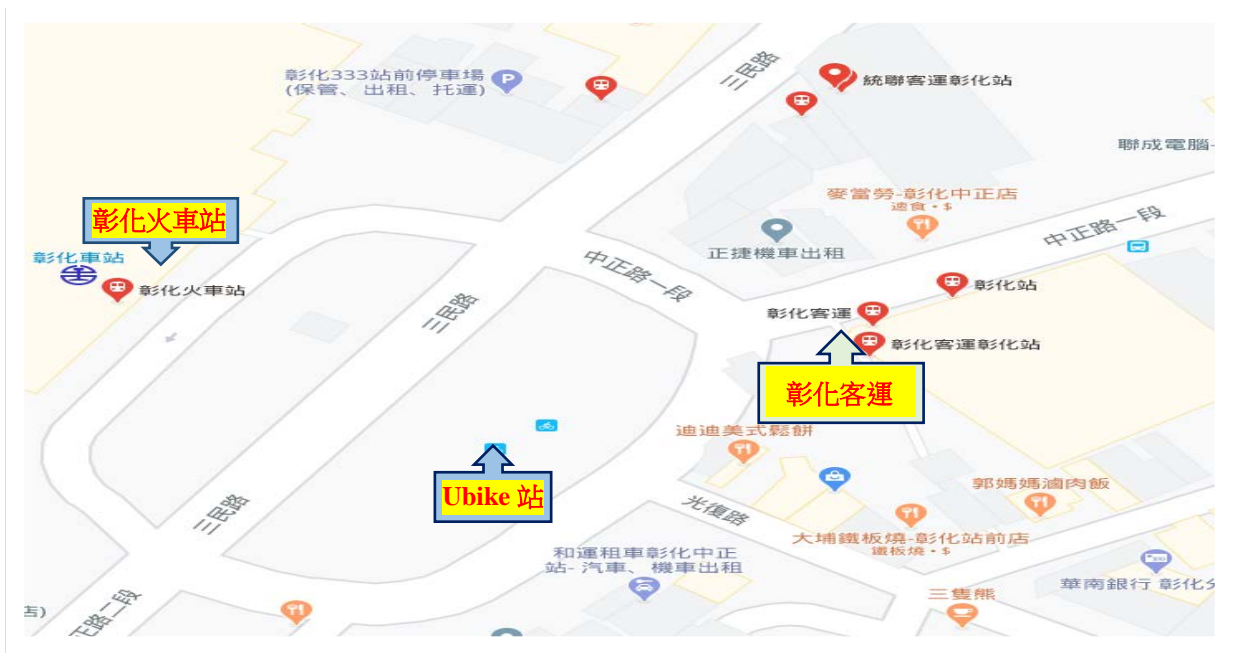 三民路
彰化333站前停車場
(保管、出租、托運)
統聯客運彰化站
聯成電腦-
麥當勞-彰化中正店
速食・$
彰化火車站
中正路一段
彰化車站
正捷機車出租
中正路一段
彰化火車站
彰化站
三民路
彰化客運
彰化客運彰化站
彰化客運
迪迪美式鬆餅
Ubike 站
郭媽媽滷肉飯
三民路
光復路
大埔鐵板燒-彰化站前店
鐵板燒・$
和運租車彰化中正
站- 汽車、機車出租
華南銀行 彰化分
三隻熊
店)
正路二段